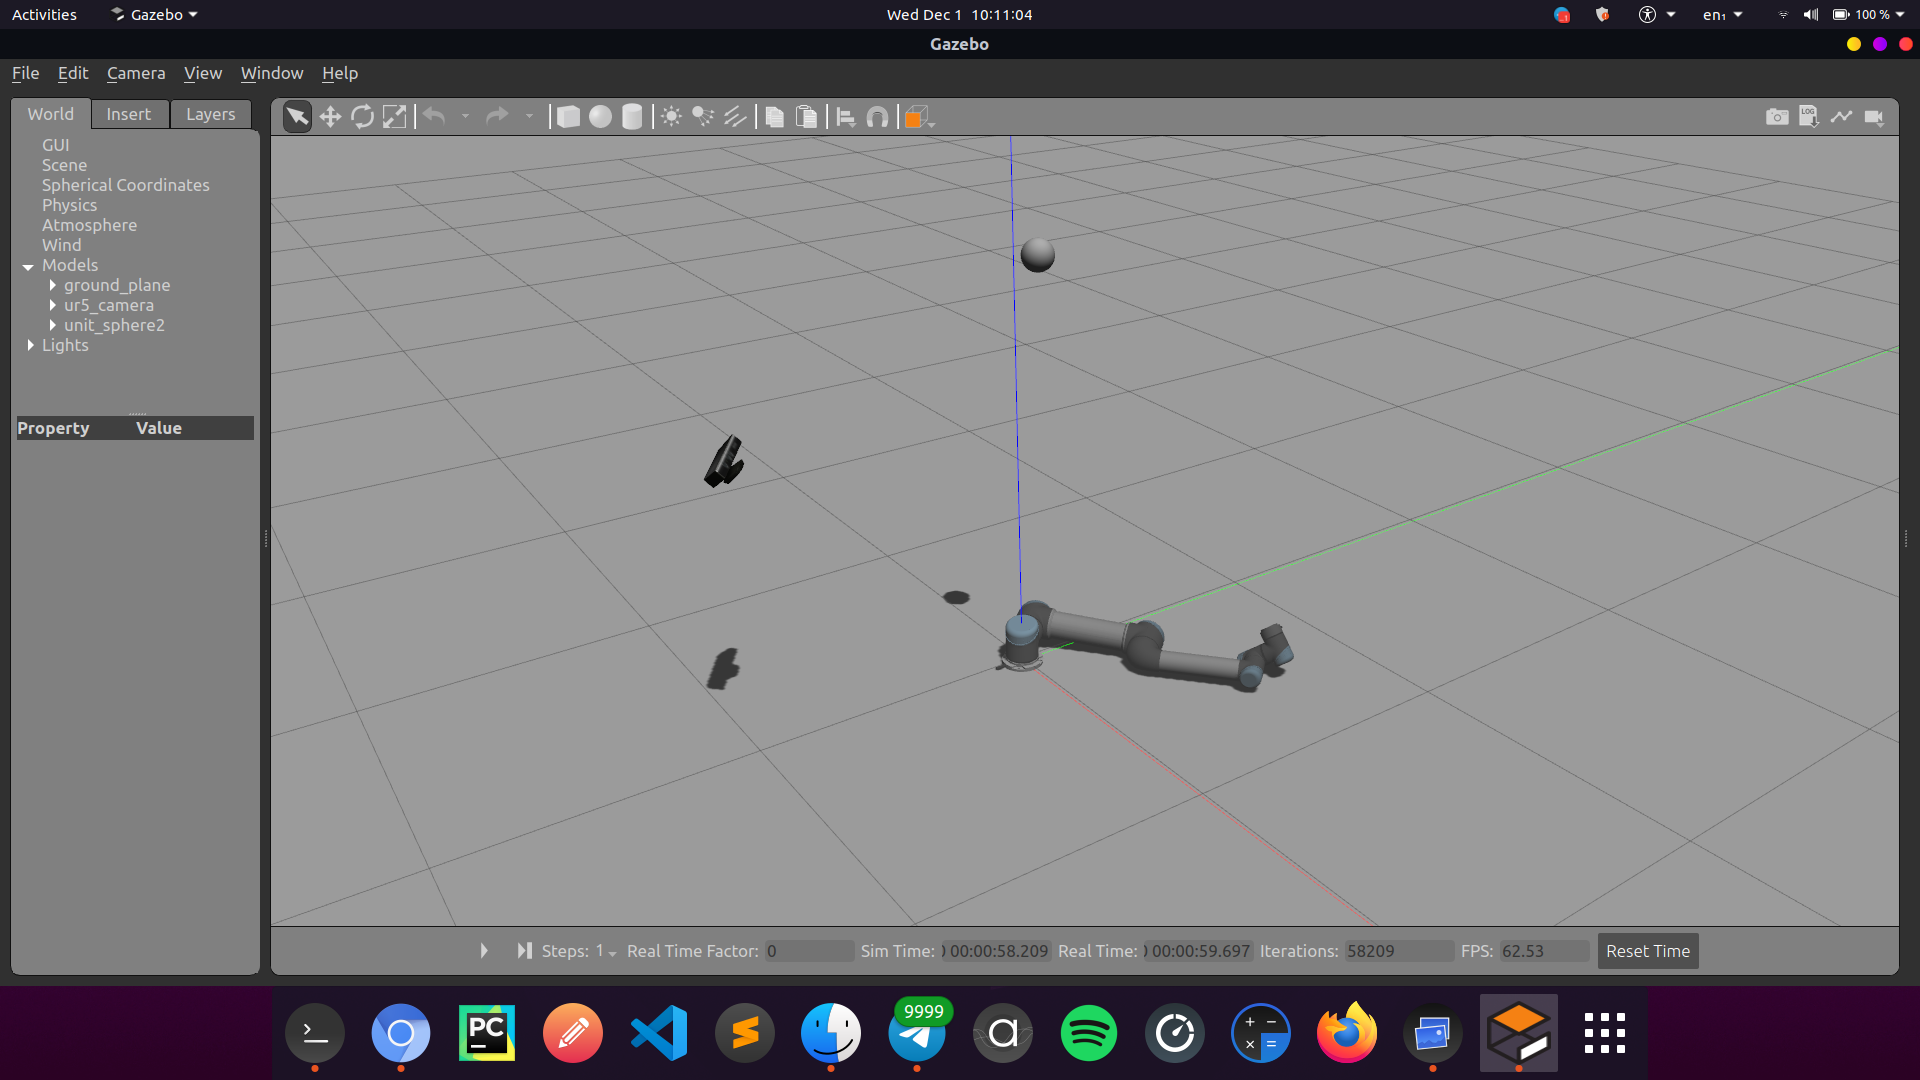 Activities Gazebo Wed Dec 1 10:11:04 en₁ 100 %
Gazebo
File Edit Camera View Window Help
World Insert Layers
LOG
GUI
Scene
Spherical Coordinates
Physics
Atmosphere
Wind
Models
ground_plane
ur5_camera
unit_sphere2
Lights
Property Value
Steps: 1 Real Time Factor: 0 Sim Time: 00:00:58.209 Real Time: 00:00:59.697 Iterations: 58209 FPS: 62.53 Reset Time
9999
PC
a